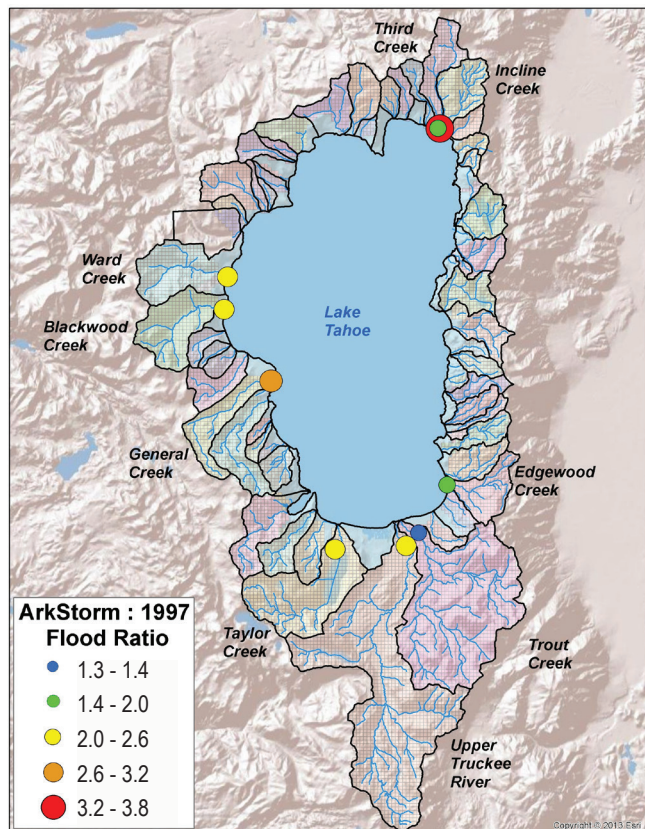 Third
Creek
Incline
Creek
Ward
Creek
Lake
Tahoe
Blackwood
Creek
General
Creek
Edgewood
Creek
ArkStorm : 1997
Flood Ratio
1.3 - 1.4
1.4 - 2.0
2.0 - 2.6
2.6 - 3.2
3.2 - 3.8
Taylor
Creek
Trout
Creek
Upper
Truckee
River
Copyright © 2013 Esri